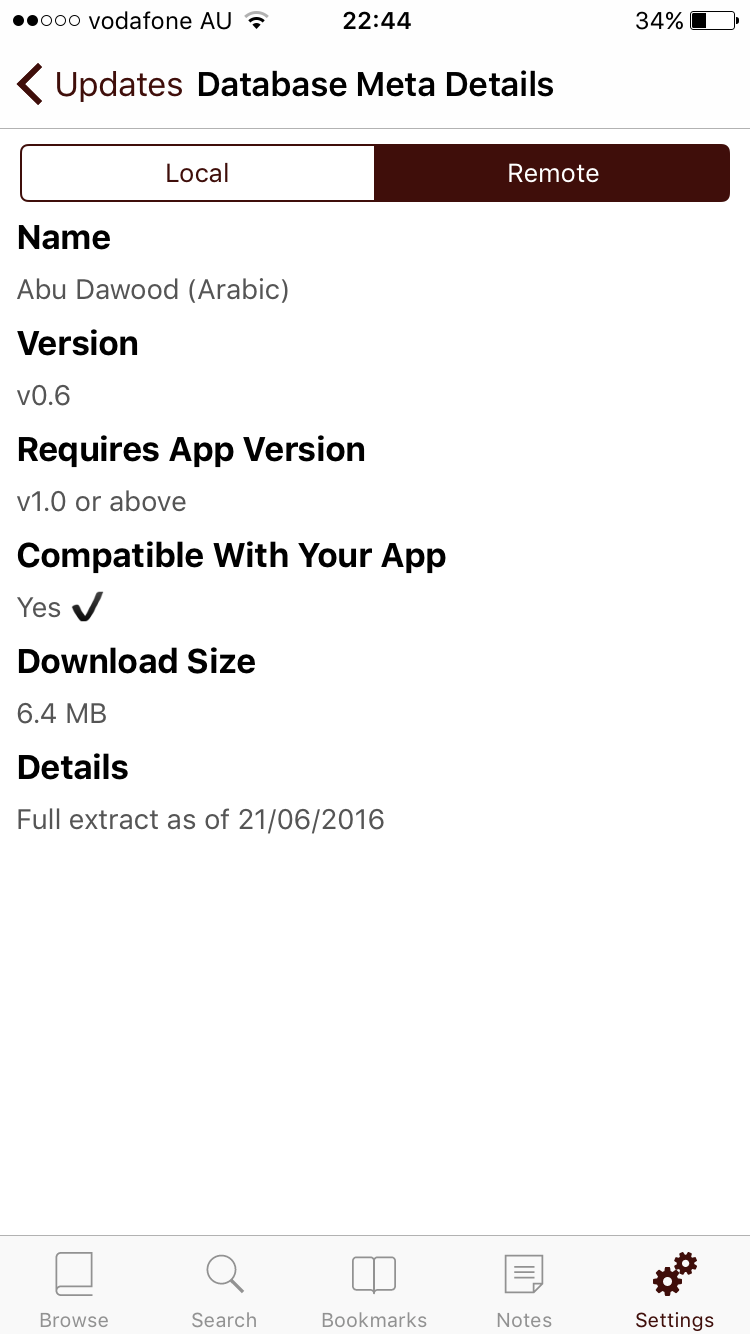 vodafone AU 22:44 34%
Updates Database Meta Details
Local Remote
Name
Abu Dawood (Arabic)
Version
v0.6
Requires App Version
v1.0 or above
Compatible With Your App
Yes ✔
Download Size
6.4 MB
Details
Full extract as of 21/06/2016
Browse Search Bookmarks Notes Settings